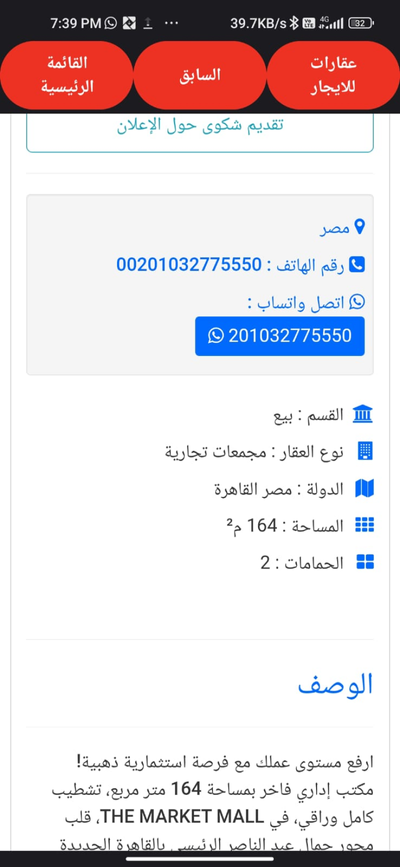 7:39 PM
39.7KB/s
4G
32
عقارات للايجار
السابق
القائمة الرئيسية
تقديم شكوى حول الإعلان
مصر
رقم الهاتف : 00201032775550
اتصل واتساب :
201032775550
القسم : بيع
نوع العقار : مجمعات تجارية
الدولة : مصر القاهرة
المساحة : 164 م²
الحمامات : 2
الوصف
ارفع مستوى عملك مع فرصة استثمارية ذهبية!
مكتب إداري فاخر بمساحة 164 متر مربع، تشطيب
كامل وراقي، في THE MARKET MALL، قلب
محور جمال عبد الناصر الرئيسي بالقاهرة الجديدة